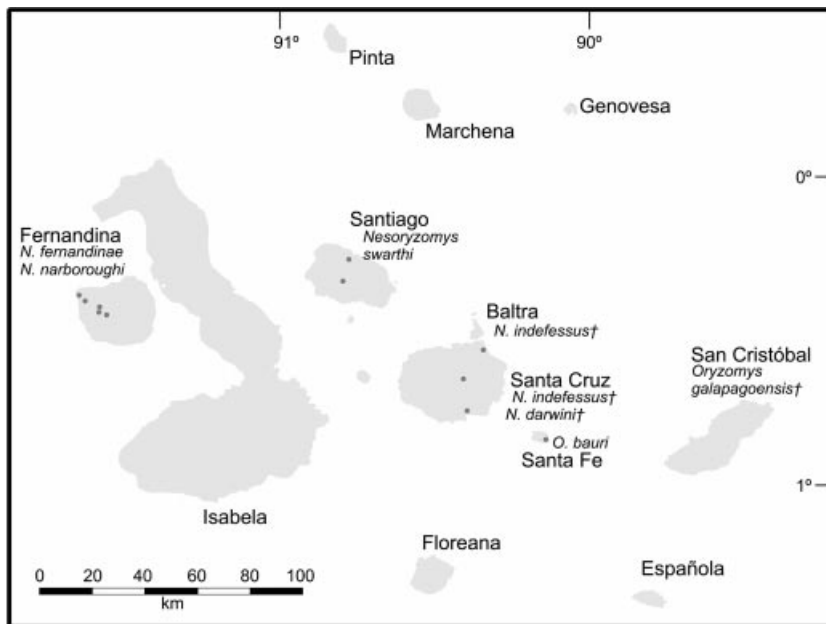 91º
90º
Pinta
Marchena
Genovesa
0º
Fernandina
N. fernandinae
N. narboroughi
Santiago
Nesoryzomys
swarthi
Baltra
N. indefessus†
Santa Cruz
N. indefessus†
N. darwini†
San Cristóbal
Oryzomys
galapagoensis†
O. bauri
Santa Fe
1º
Isabela
Floreana
Española
0 20 40 60 80 100
km